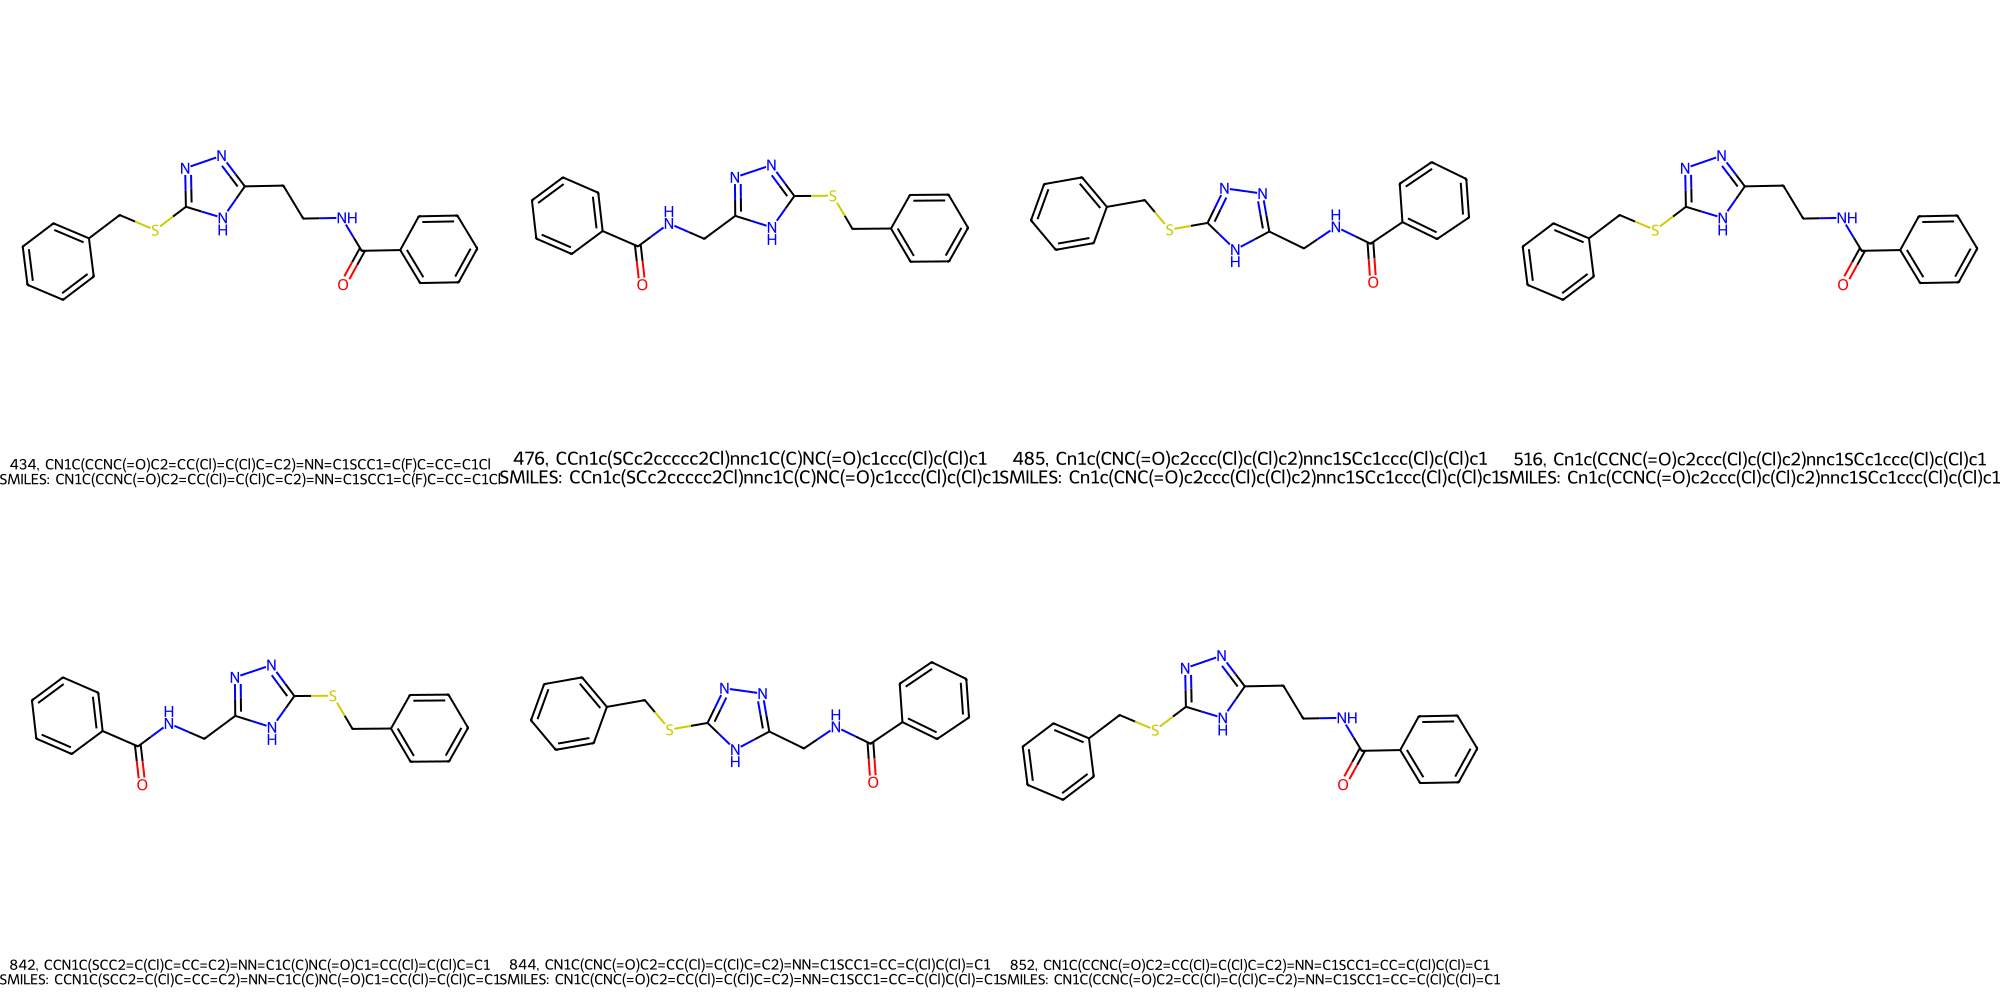 N N N H S NH O
N N N H S H N O
N N N H S H N O
N N N H S NH O
434, CN1C(CCNC(=O)C2=CC(Cl)=C(Cl)C=C2)=NN=C1SCC1=C(F)C=CC=C1Cl
SMILES: CN1C(CCNC(=O)C2=CC(Cl)=C(Cl)C=C2)=NN=C1SCC1=C(F)C=CC=C1Cl
476, CCn1c(SCc2ccccc2Cl)nnc1C(C)NC(=O)c1ccc(Cl)c(Cl)c1
SMILES: CCn1c(SCc2ccccc2Cl)nnc1C(C)NC(=O)c1ccc(Cl)c(Cl)c1
485, Cn1c(CNC(=O)c2ccc(Cl)c(Cl)c2)nnc1SCc1ccc(Cl)c(Cl)c1
SMILES: Cn1c(CNC(=O)c2ccc(Cl)c(Cl)c2)nnc1SCc1ccc(Cl)c(Cl)c1
516, Cn1c(CCNC(=O)c2ccc(Cl)c(Cl)c2)nnc1SCc1ccc(Cl)c(Cl)c1
SMILES: Cn1c(CCNC(=O)c2ccc(Cl)c(Cl)c2)nnc1SCc1ccc(Cl)c(Cl)c1
N N N H S H N O
N N N H S H N O
N N N H S NH O
842, CCN1C(SCC2=C(Cl)C=CC=C2)=NN=C1C(C)NC(=O)C1=CC(Cl)=C(Cl)C=C1
SMILES: CCN1C(SCC2=C(Cl)C=CC=C2)=NN=C1C(C)NC(=O)C1=CC(Cl)=C(Cl)C=C1
844, CN1C(CNC(=O)C2=CC(Cl)=C(Cl)C=C2)=NN=C1SCC1=CC=C(Cl)C(Cl)=C1
SMILES: CN1C(CNC(=O)C2=CC(Cl)=C(Cl)C=C2)=NN=C1SCC1=CC=C(Cl)C(Cl)=C1
852, CN1C(CCNC(=O)C2=CC(Cl)=C(Cl)C=C2)=NN=C1SCC1=CC=C(Cl)C(Cl)=C1
SMILES: CN1C(CCNC(=O)C2=CC(Cl)=C(Cl)C=C2)=NN=C1SCC1=CC=C(Cl)C(Cl)=C1